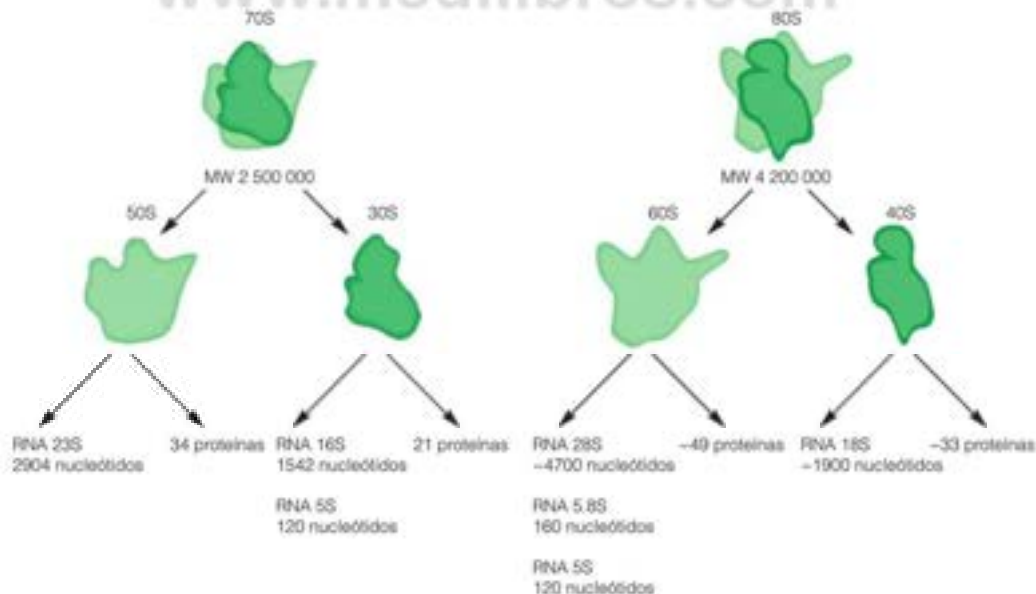 70S
80S
MW 2 500 000
MW 4 200 000
50S
30S
60S
40S
RNA 23S
2904 nucleótidos
34 proteínas
RNA 16S
1542 nucleótidos
21 proteínas
RNA 5S
120 nucleótidos
RNA 28S
~4700 nucleótidos
~49 proteínas
RNA 5.8S
160 nucleótidos
RNA 5S
120 nucleótidos
RNA 18S
~1900 nucleótidos
~33 proteínas